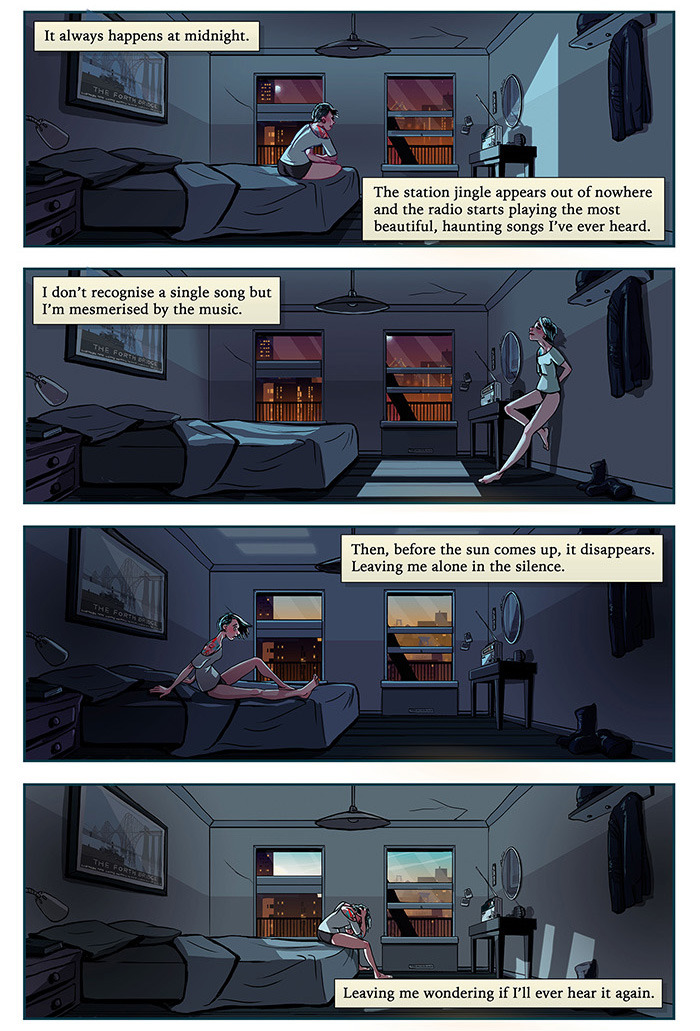 It always happens at midnight.
THE FORTH BRIDGE
The station jingle appears out of nowhere
and the radio starts playing the most
beautiful, haunting songs I've ever heard.
I don't recognise a single song but
I'm mesmerised by the music.
THE FORTH BRIDGE
Then, before the sun comes up, it disappears.
Leaving me alone in the silence.
THE FORTH BRIDGE
THE FORTH BRIDGE
Leaving me wondering if I'll ever hear it again.